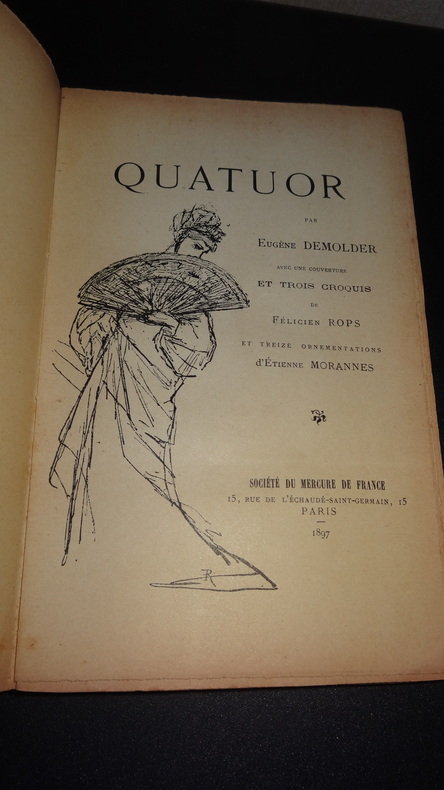 QUATUOR
PAR
EUGÈNE DEMOLDER
AVEC UNE COUVERTURE
ET TROIS CROQUIS
DE
FÉLICIEN ROPS
ET TREIZE ORNEMENTATIONS
d'ÉTIENNE MORANNES
SOCIÉTÉ DU MERCURE DE FRANCE
15, RUE DE L'ÉCHAUDÉ-SAINT-GERMAIN, 15
PARIS
1897
R